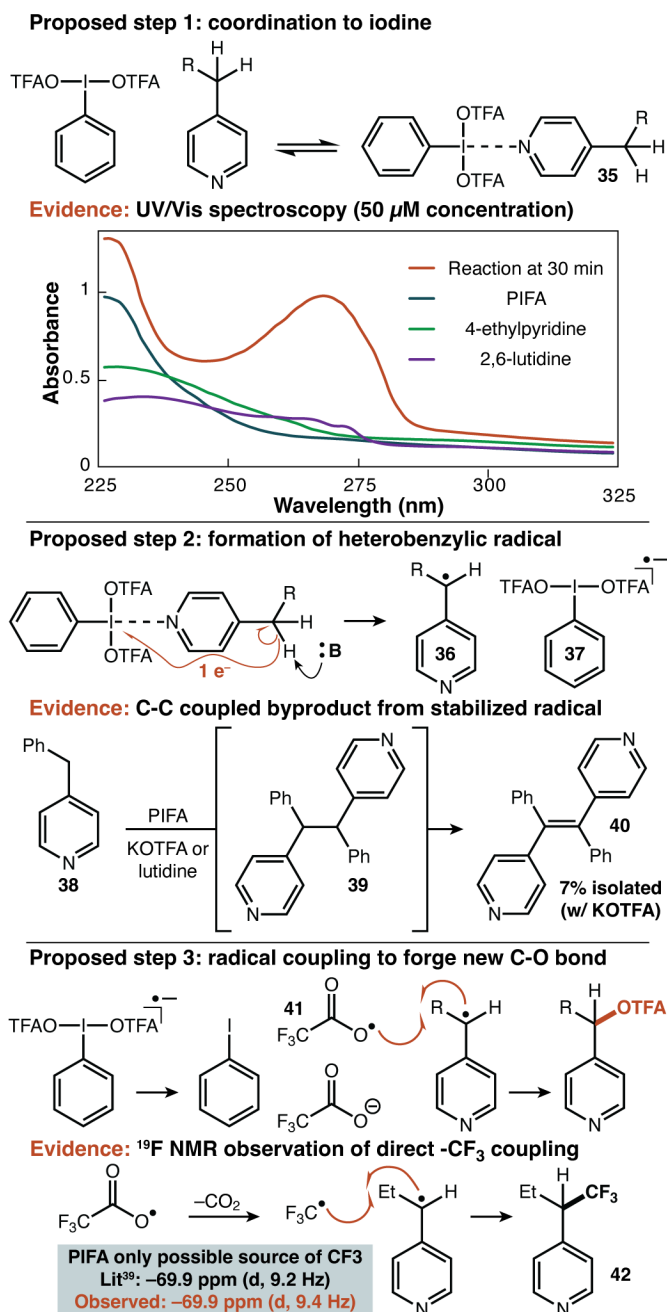 Proposed step 1: coordination to iodine
TFAO I OTFA
R H H
N
OTFA
I N
OTFA
R
H
H
35
Evidence: UV/Vis spectroscopy (50 µM concentration)
Absorbance
1
0.5
0
Reaction at 30 min
PIFA
4-ethylpyridine
2,6-lutidine
225 250 275 300 325
Wavelength (nm)
Proposed step 2: formation of heterobenzylic radical
OTFA
I N
OTFA
R
H
H
:B
1 e–
R • H
36
N
•–
TFAO I OTFA
37
Evidence: C-C coupled byproduct from stabilized radical
Ph
N
38
PIFA
KOTFA or
lutidine
N
Ph
Ph
N
39
N
Ph
Ph
N
40
7% isolated
(w/ KOTFA)
Proposed step 3: radical coupling to forge new C-O bond
•–
TFAO I OTFA
I
41
O
F3C O•
O
F3C O⊖
R • H
N
H
R OTFA
N
Evidence: 19F NMR observation of direct -CF3 coupling
O
F3C O•
–CO2
F3C•
Et • H
N
H
Et CF3
N
42
PIFA only possible source of CF3
Lit39: –69.9 ppm (d, 9.2 Hz)
Observed: –69.9 ppm (d, 9.4 Hz)